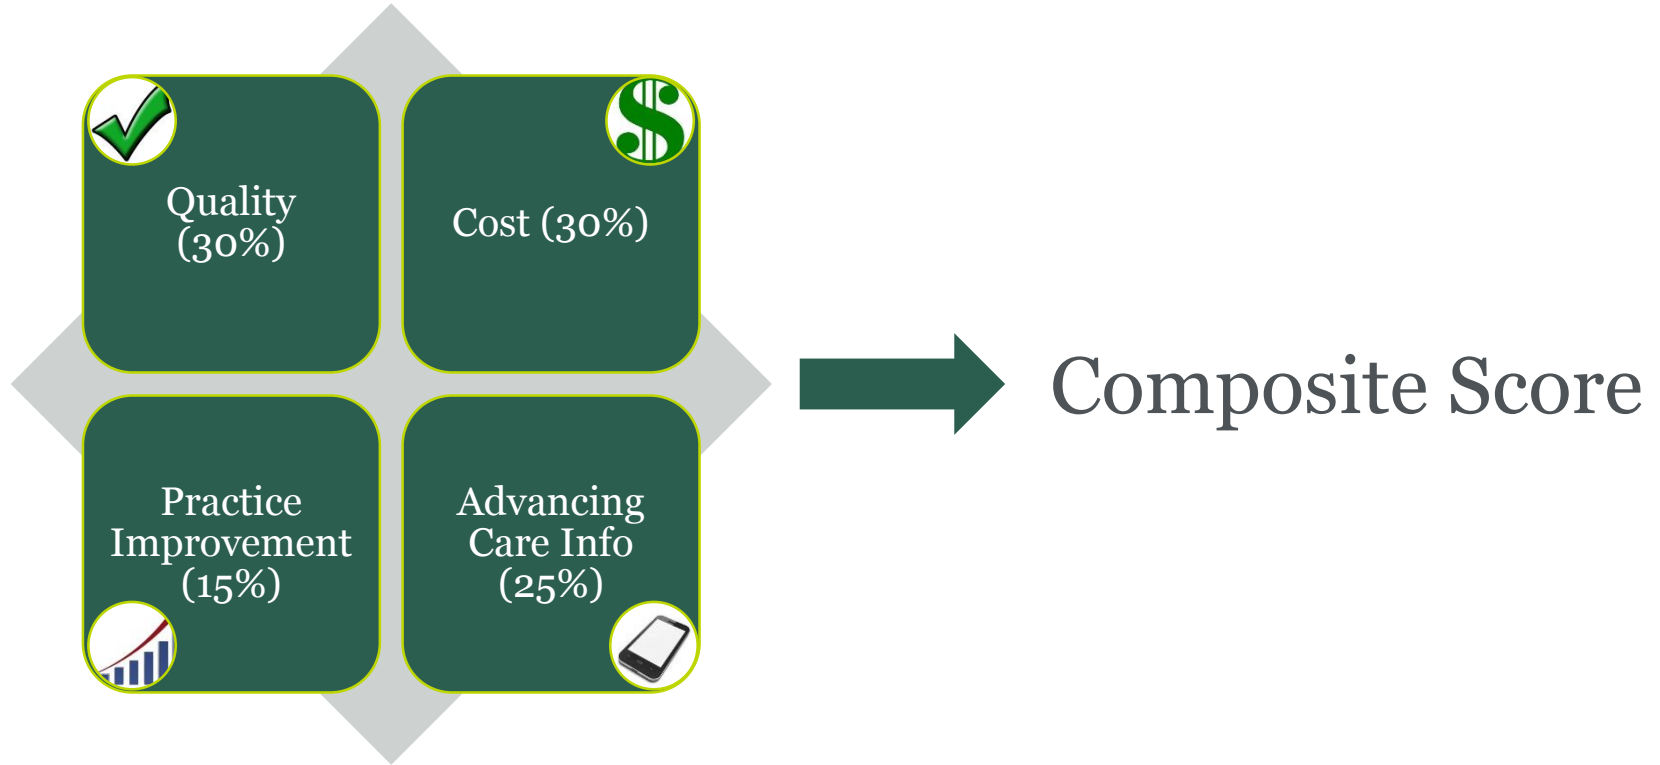 Quality
(30%)
Cost (30%)
Practice
Improvement
(15%)
Advancing
Care Info
(25%)
Composite Score